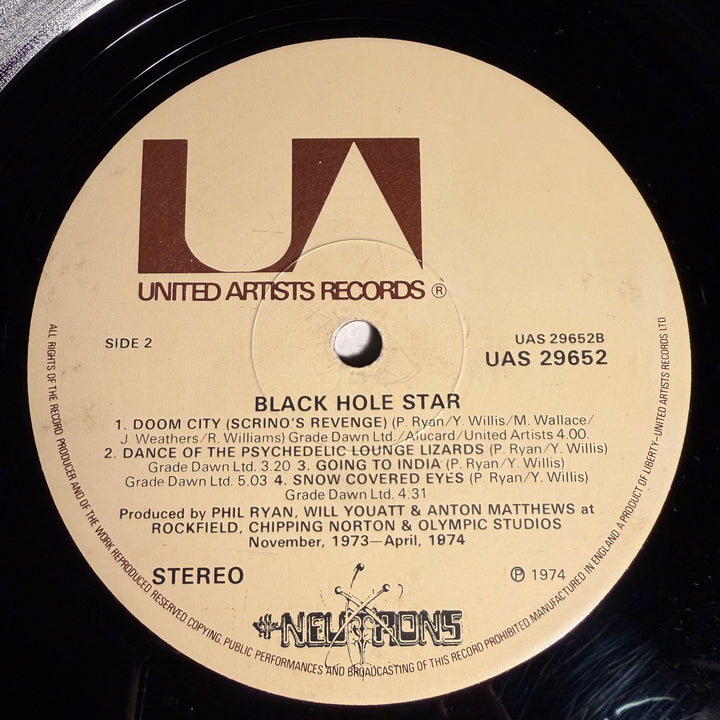 UA
UNITED ARTISTS RECORDS ®
SIDE 2
UAS 29652B
UAS 29652
BLACK HOLE STAR
1. DOOM CITY (SCRINO'S REVENGE) (P. Ryan/Y. Willis/M. Wallace/
J. Weathers/R. Williams) Grade Dawn Ltd./Alucard/United Artists 4.00.
2. DANCE OF THE PSYCHEDELIC LOUNGE LIZARDS (P. Ryan/Y. Willis)
Grade Dawn Ltd. 3.20 3. GOING TO INDIA (P. Ryan/Y. Willis)
Grade Dawn Ltd. 5.03 4. SNOW COVERED EYES (P. Ryan/Y. Willis)
Grade Dawn Ltd. 4.31
Produced by PHIL RYAN, WILL YOUATT & ANTON MATTHEWS at
ROCKFIELD, CHIPPING NORTON & OLYMPIC STUDIOS
November, 1973—April, 1974
STEREO
℗ 1974
NEUTRONS
ALL RIGHTS OF THE RECORD PRODUCER AND OF THE WORK REPRODUCED RESERVED COPYING, PUBLIC PERFORMANCES AND BROADCASTING OF THIS RECORD PROHIBITED MANUFACTURED IN ENGLAND A PRODUCT OF LIBERTY-UNITED ARTISTS RECORDS LTD